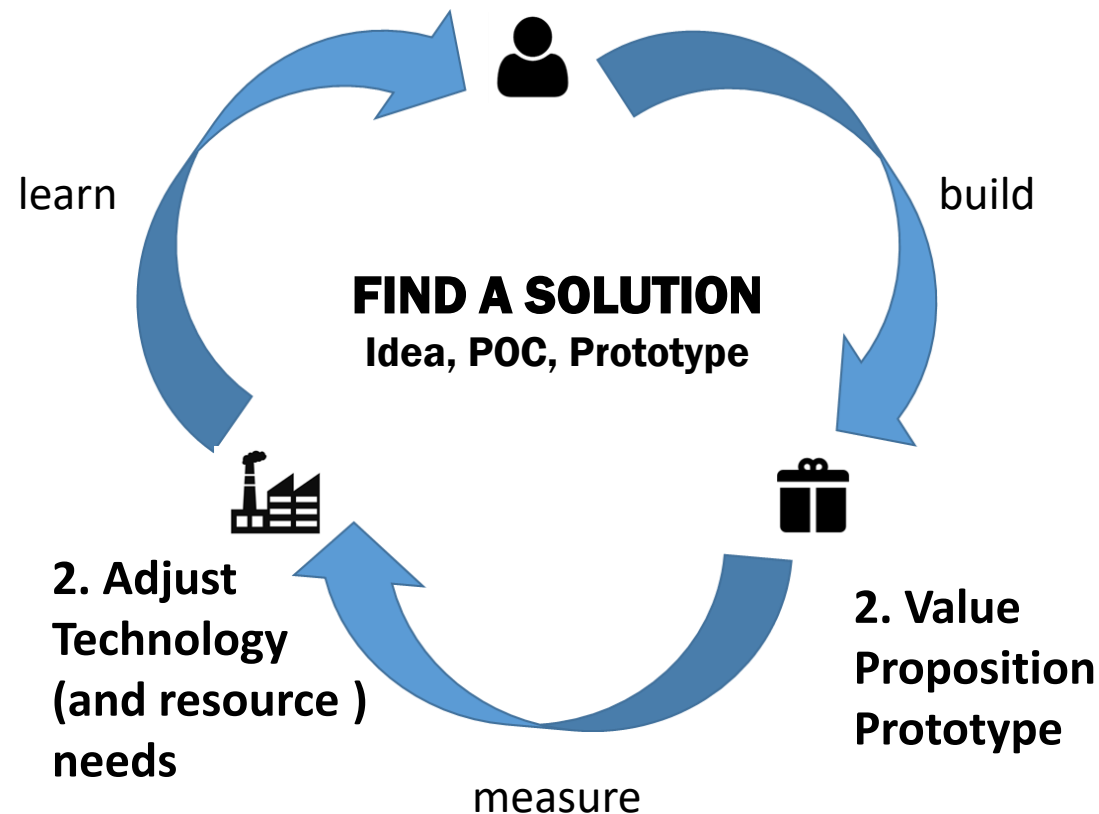 learn
build
FIND A SOLUTION
Idea, POC, Prototype
2. Adjust
Technology
(and resource )
needs
2. Value
Proposition
Prototype
measure